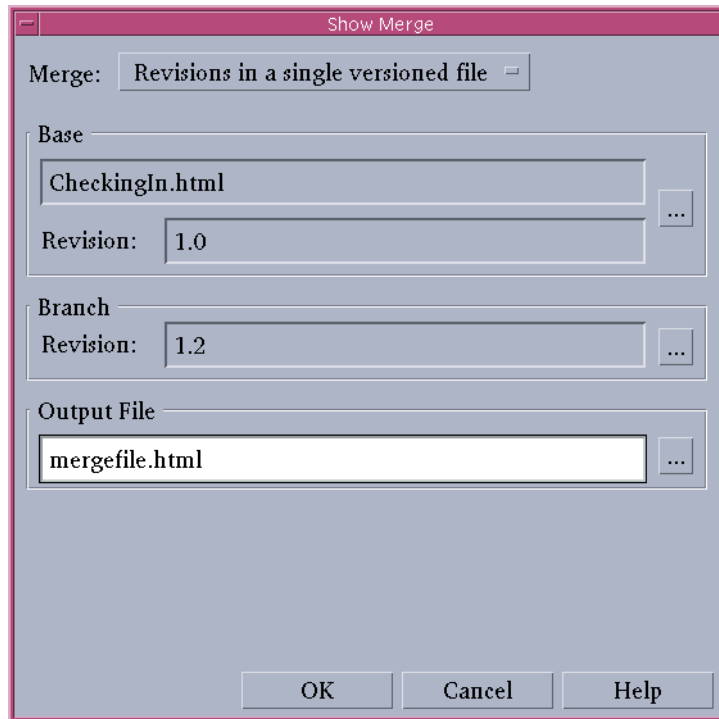 Show Merge
Merge: Revisions in a single versioned file
Base
CheckingIn.html
...
Revision: 1.0
Branch
Revision: 1.2 ...
Output File
mergefile.html ...
OK Cancel Help